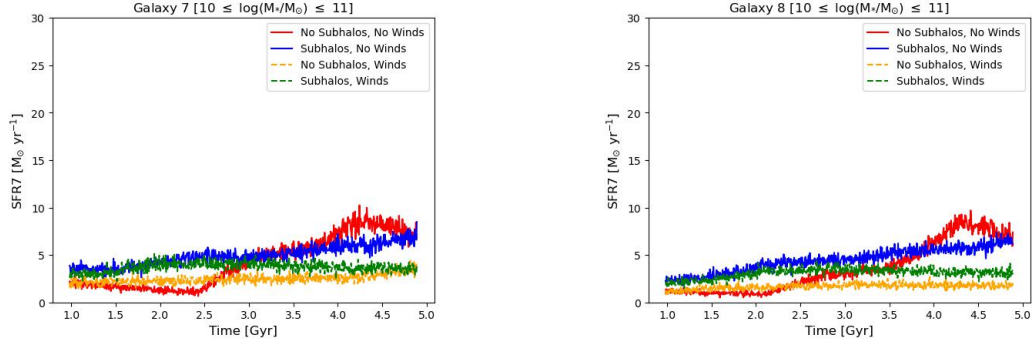 Galaxy 7 [10 ≤ log(M*/M⊙) ≤ 11]
30
25
20
15
10
5
0
SFR7 [M⊙ yr⁻¹]
No Subhalos, No Winds
Subhalos, No Winds
No Subhalos, Winds
Subhalos, Winds
1.0 1.5 2.0 2.5 3.0 3.5 4.0 4.5 5.0
Time [Gyr]
Galaxy 8 [10 ≤ log(M*/M⊙) ≤ 11]
30
25
20
15
10
5
0
SFR7 [M⊙ yr⁻¹]
No Subhalos, No Winds
Subhalos, No Winds
No Subhalos, Winds
Subhalos, Winds
1.0 1.5 2.0 2.5 3.0 3.5 4.0 4.5 5.0
Time [Gyr]